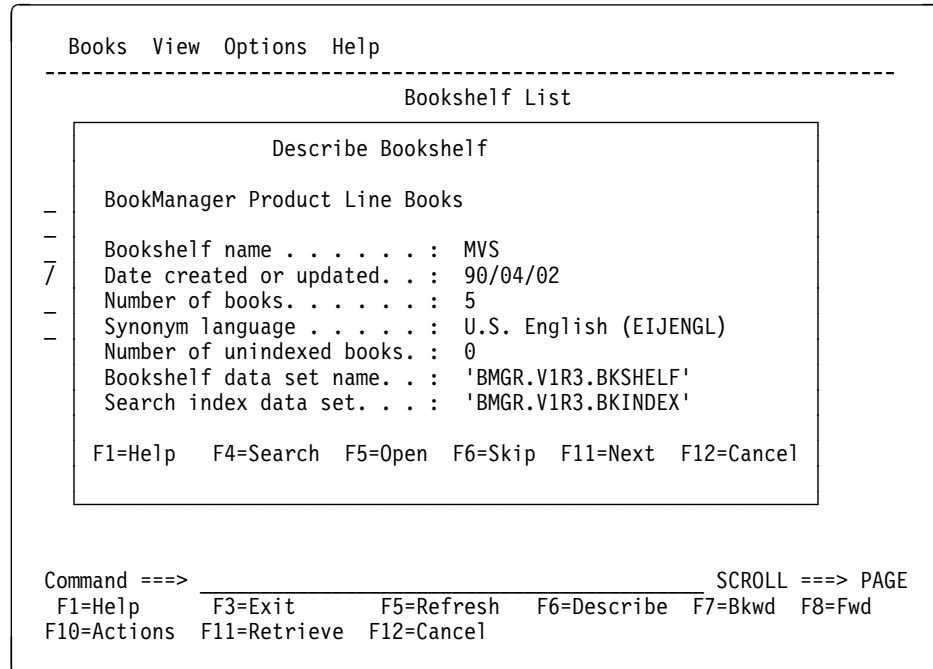 Books View Options Help
--------------------------------------------------------------------------
Bookshelf List
Describe Bookshelf
BookManager Product Line Books
_
_
Bookshelf name . . . . . . : MVS
_
/ Date created or updated. . : 90/04/02
Number of books. . . . . . : 5
_
Synonym language . . . . . : U.S. English (EIJENGL)
_
Number of unindexed books. : 0
Bookshelf data set name. . : 'BMGR.V1R3.BKSHELF'
Search index data set. . . : 'BMGR.V1R3.BKINDEX'
F1=Help F4=Search F5=Open F6=Skip F11=Next F12=Cancel
Command ===> __________________________________________ SCROLL ===> PAGE
F1=Help F3=Exit F5=Refresh F6=Describe F7=Bkwd F8=Fwd
F10=Actions F11=Retrieve F12=Cancel